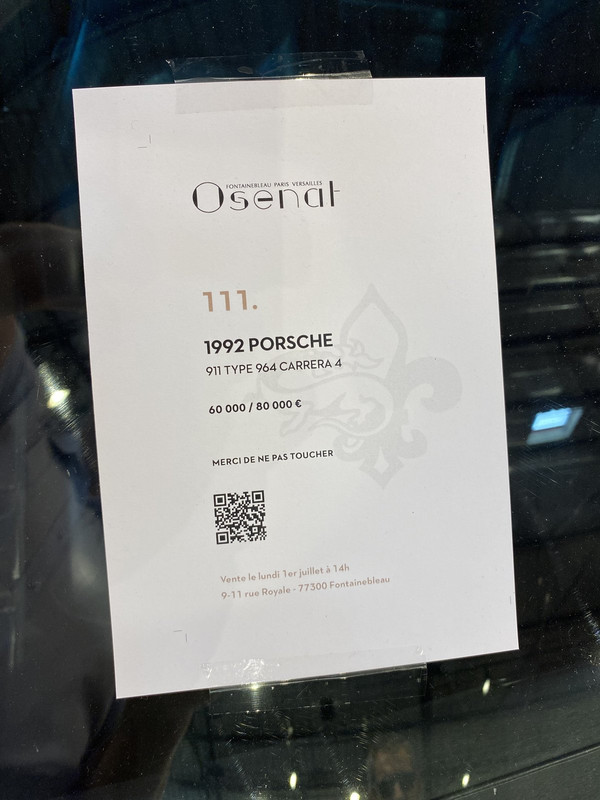 FONTAINEBLEAU PARIS VERSAILLES
Osenat
111.
1992 PORSCHE
911 TYPE 964 CARRERA 4
60 000 / 80 000 €
MERCI DE NE PAS TOUCHER
Vente le lundi 1er juillet à 14h
9-11 rue Royale - 77300 Fontainebleau